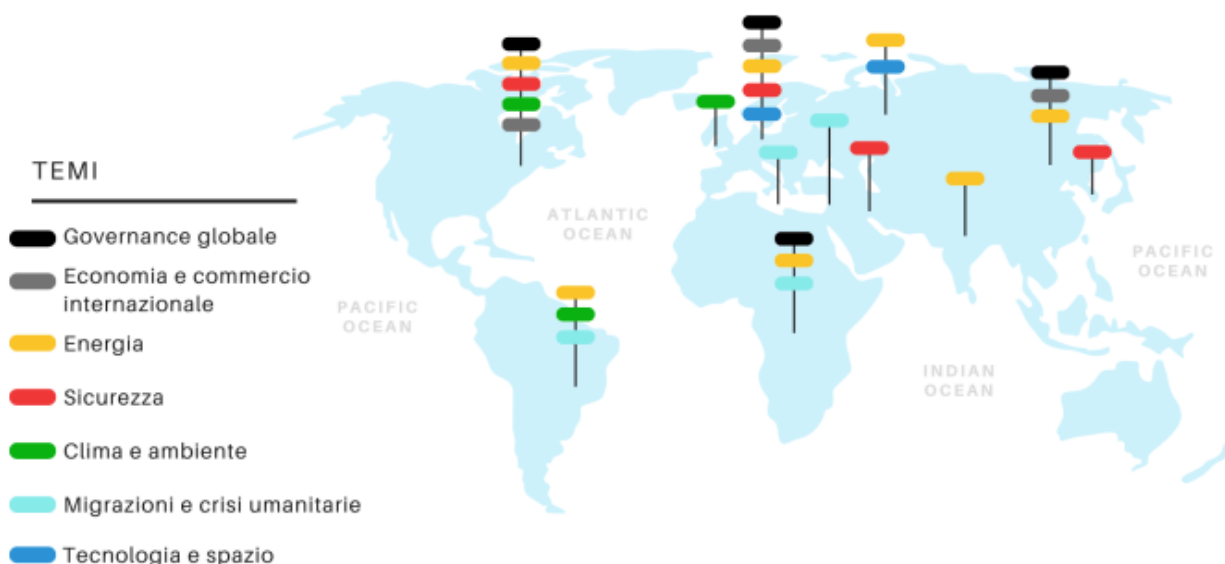 TEMI
Governance globale
Economia e commercio
internazionale
Energia
Sicurezza
Clima e ambiente
Migrazioni e crisi umanitarie
Tecnologia e spazio
ATLANTIC
OCEAN
PACIFIC
OCEAN
PACIFIC
OCEAN
INDIAN
OCEAN